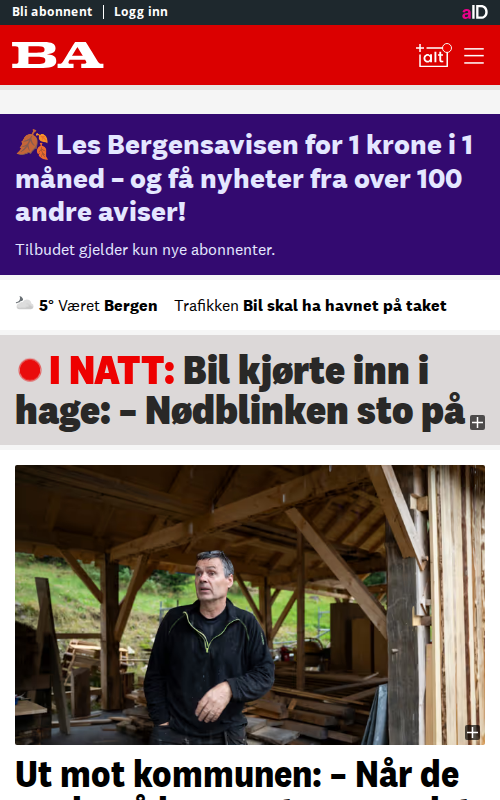 Bli abonnent | Logg inn
aID
BA
+alt
Les Bergensavisen for 1 krone i 1
måned – og få nyheter fra over 100
andre aviser!
Tilbudet gjelder kun nye abonnenter.
5° Været Bergen Trafikken Bil skal ha havnet på taket
I NATT: Bil kjørte inn i
hage: – Nødblinken sto på
Ut mot kommunen: – Når de